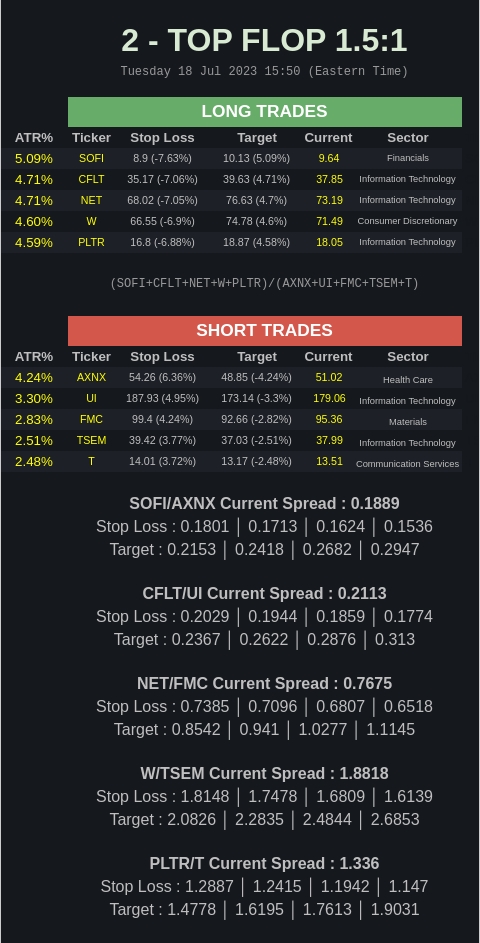 2 - TOP FLOP 1.5:1
Tuesday 18 Jul 2023 15:50 (Eastern Time)
LONG TRADES
ATR% Ticker Stop Loss Target Current Sector
5.09% SOFI 8.9 (-7.63%) 10.13 (5.09%) 9.64 Financials
4.71% CFLT 35.17 (-7.06%) 39.63 (4.71%) 37.85 Information Technology
4.71% NET 68.02 (-7.05%) 76.63 (4.7%) 73.19 Information Technology
4.60% W 66.55 (-6.9%) 74.78 (4.6%) 71.49 Consumer Discretionary
4.59% PLTR 16.8 (-6.88%) 18.87 (4.58%) 18.05 Information Technology
(SOFI+CFLT+NET+W+PLTR)/(AXNX+UI+FMC+TSEM+T)
SHORT TRADES
ATR% Ticker Stop Loss Target Current Sector
4.24% AXNX 54.26 (6.36%) 48.85 (-4.24%) 51.02 Health Care
3.30% UI 187.93 (4.95%) 173.14 (-3.3%) 179.06 Information Technology
2.83% FMC 99.4 (4.24%) 92.66 (-2.82%) 95.36 Materials
2.51% TSEM 39.42 (3.77%) 37.03 (-2.51%) 37.99 Information Technology
2.48% T 14.01 (3.72%) 13.17 (-2.48%) 13.51 Communication Services
SOFI/AXNX Current Spread : 0.1889
Stop Loss : 0.1801 │ 0.1713 │ 0.1624 │ 0.1536
Target : 0.2153 │ 0.2418 │ 0.2682 │ 0.2947
CFLT/UI Current Spread : 0.2113
Stop Loss : 0.2029 │ 0.1944 │ 0.1859 │ 0.1774
Target : 0.2367 │ 0.2622 │ 0.2876 │ 0.313
NET/FMC Current Spread : 0.7675
Stop Loss : 0.7385 │ 0.7096 │ 0.6807 │ 0.6518
Target : 0.8542 │ 0.941 │ 1.0277 │ 1.1145
W/TSEM Current Spread : 1.8818
Stop Loss : 1.8148 │ 1.7478 │ 1.6809 │ 1.6139
Target : 2.0826 │ 2.2835 │ 2.4844 │ 2.6853
PLTR/T Current Spread : 1.336
Stop Loss : 1.2887 │ 1.2415 │ 1.1942 │ 1.147
Target : 1.4778 │ 1.6195 │ 1.7613 │ 1.9031